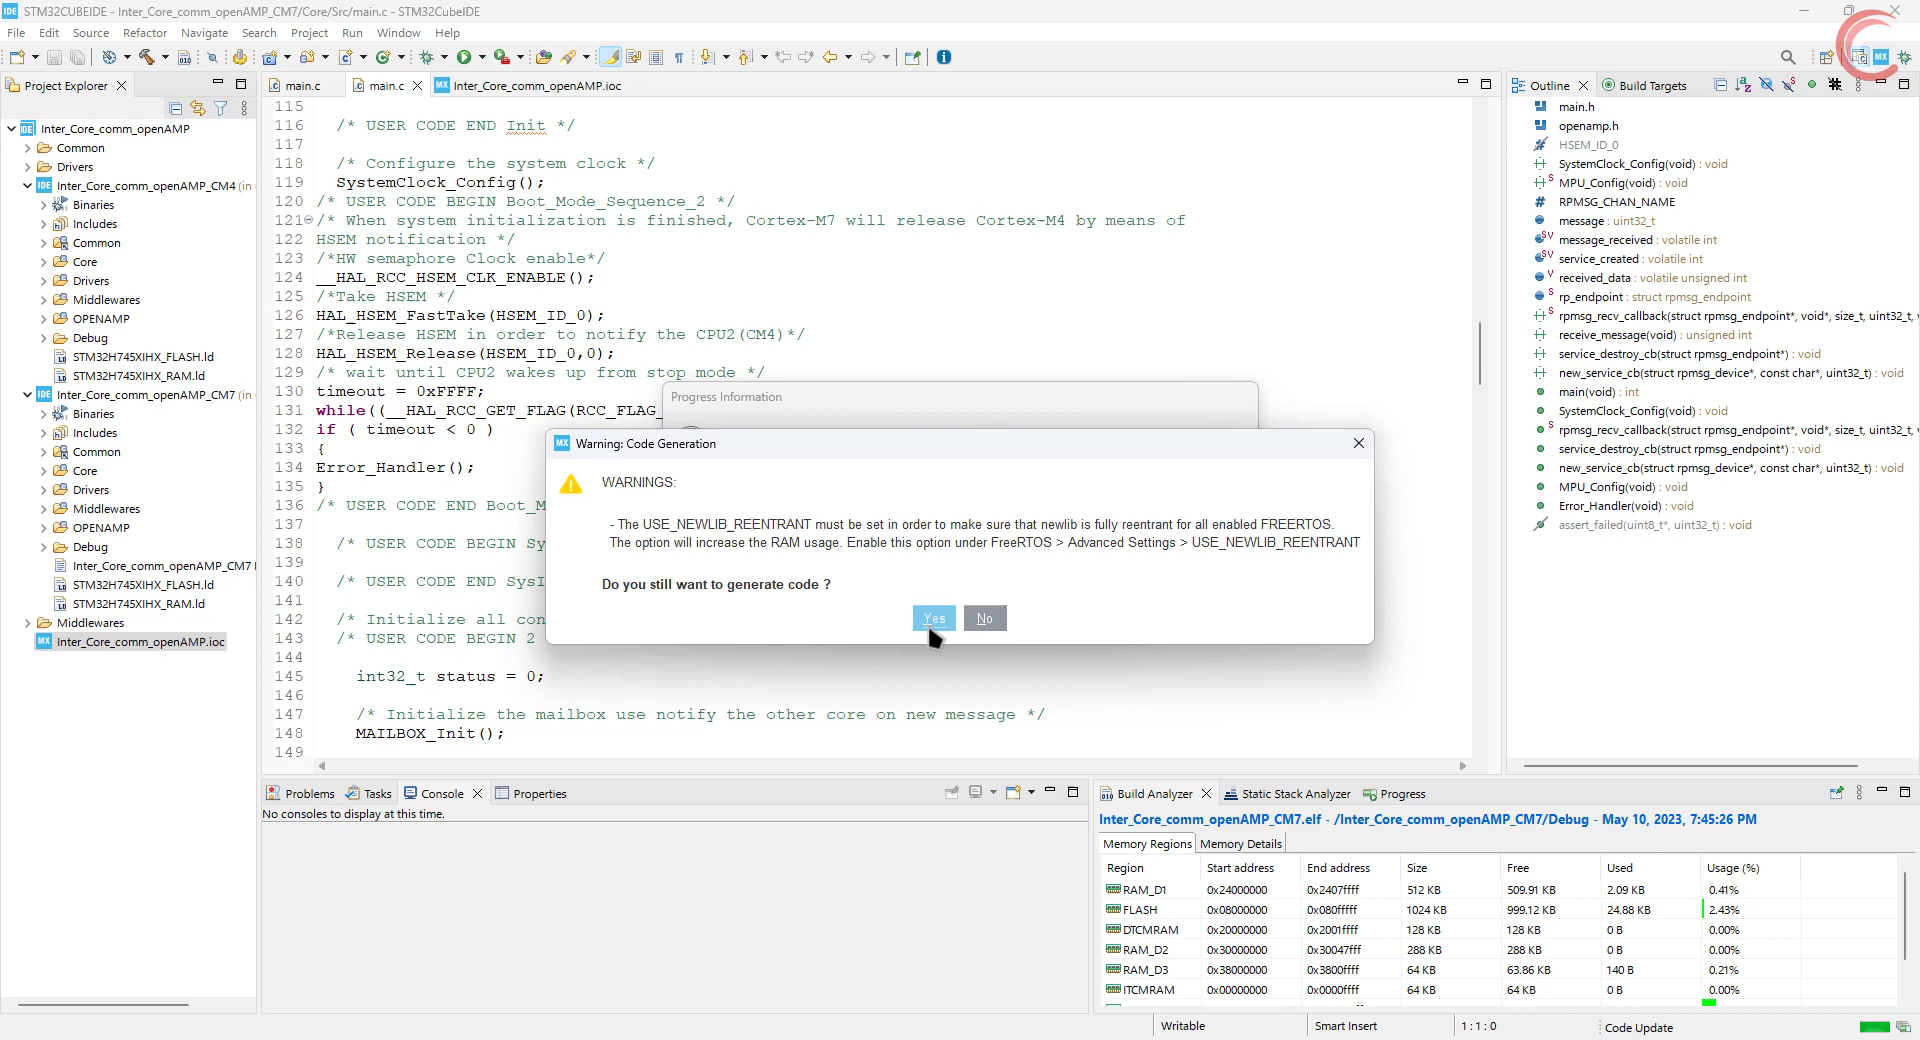 IDE STM32CUBEIDE - Inter_Core_comm_openAMP_CM7/Core/Src/main.c - STM32CubeIDE
File Edit Source Refactor Navigate Search Project Run Window Help
Project Explorer
Inter_Core_comm_openAMP
Common
Drivers
Inter_Core_comm_openAMP_CM4 (in
Binaries
Includes
Common
Core
Drivers
Middlewares
OPENAMP
Debug
STM32H745XIHX_FLASH.ld
STM32H745XIHX_RAM.ld
Inter_Core_comm_openAMP_CM7 (in
Binaries
Includes
Common
Core
Drivers
Middlewares
OPENAMP
Debug
Inter_Core_comm_openAMP_CM7
STM32H745XIHX_FLASH.ld
STM32H745XIHX_RAM.ld
Middlewares
MX Inter_Core_comm_openAMP.ioc
main.c main.c MX Inter_Core_comm_openAMP.ioc
115
116 /* USER CODE END Init */
117
118 /* Configure the system clock */
119 SystemClock_Config();
120 /* USER CODE BEGIN Boot_Mode_Sequence_2 */
121 /* When system initialization is finished, Cortex-M7 will release Cortex-M4 by means of
122 HSEM notification */
123 /*HW semaphore Clock enable*/
124 __HAL_RCC_HSEM_CLK_ENABLE();
125 /*Take HSEM */
126 HAL_HSEM_FastTake(HSEM_ID_0);
127 /*Release HSEM in order to notify the CPU2(CM4)*/
128 HAL_HSEM_Release(HSEM_ID_0,0);
129 /* wait until CPU2 wakes up from stop mode */
130 timeout = 0xFFFF;
131 while((__HAL_RCC_GET_FLAG(RCC_FLAG_
132 if ( timeout < 0 )
133 {
134 Error_Handler();
135 }
136 /* USER CODE END Boot_M
137
138 /* USER CODE BEGIN Sy
139
140 /* USER CODE END SysI
141
142 /* Initialize all con
143 /* USER CODE BEGIN 2
144
145 int32_t status = 0;
146
147 /* Initialize the mailbox use notify the other core on new message */
148 MAILBOX_Init();
149
Progress Information
MX Warning: Code Generation
WARNINGS:
- The USE_NEWLIB_REENTRANT must be set in order to make sure that newlib is fully reentrant for all enabled FREERTOS.
The option will increase the RAM usage. Enable this option under FreeRTOS > Advanced Settings > USE_NEWLIB_REENTRANT
Do you still want to generate code ?
Yes No
Outline Build Targets
main.h
openamp.h
HSEM_ID_0
SystemClock_Config(void) : void
MPU_Config(void) : void
RPMSG_CHAN_NAME
message : uint32_t
message_received : volatile int
service_created : volatile int
received_data : volatile unsigned int
rp_endpoint : struct rpmsg_endpoint
rpmsg_recv_callback(struct rpmsg_endpoint*, void*, size_t, uint32_t,
receive_message(void) : unsigned int
service_destroy_cb(struct rpmsg_endpoint*) : void
new_service_cb(struct rpmsg_device*, const char*, uint32_t) : void
main(void) : int
SystemClock_Config(void) : void
rpmsg_recv_callback(struct rpmsg_endpoint*, void*, size_t, uint32_t,
service_destroy_cb(struct rpmsg_endpoint*) : void
new_service_cb(struct rpmsg_device*, const char*, uint32_t) : void
MPU_Config(void) : void
Error_Handler(void) : void
assert_failed(uint8_t*, uint32_t) : void
Problems Tasks Console Properties
No consoles to display at this time.
Build Analyzer Static Stack Analyzer Progress
Inter_Core_comm_openAMP_CM7.elf - /Inter_Core_comm_openAMP_CM7/Debug - May 10, 2023, 7:45:26 PM
Memory Regions Memory Details
Region Start address End address Size Free Used Usage (%)
RAM_D1 0x24000000 0x2407ffff 512 KB 509.91 KB 2.09 KB 0.41%
FLASH 0x08000000 0x080fffff 1024 KB 999.12 KB 24.88 KB 2.43%
DTCMRAM 0x20000000 0x2001ffff 128 KB 128 KB 0 B 0.00%
RAM_D2 0x30000000 0x30047fff 288 KB 288 KB 0 B 0.00%
RAM_D3 0x38000000 0x3800ffff 64 KB 63.86 KB 140 B 0.21%
ITCMRAM 0x00000000 0x0000ffff 64 KB 64 KB 0 B 0.00%
Writable Smart Insert 1 : 1 : 0 Code Update